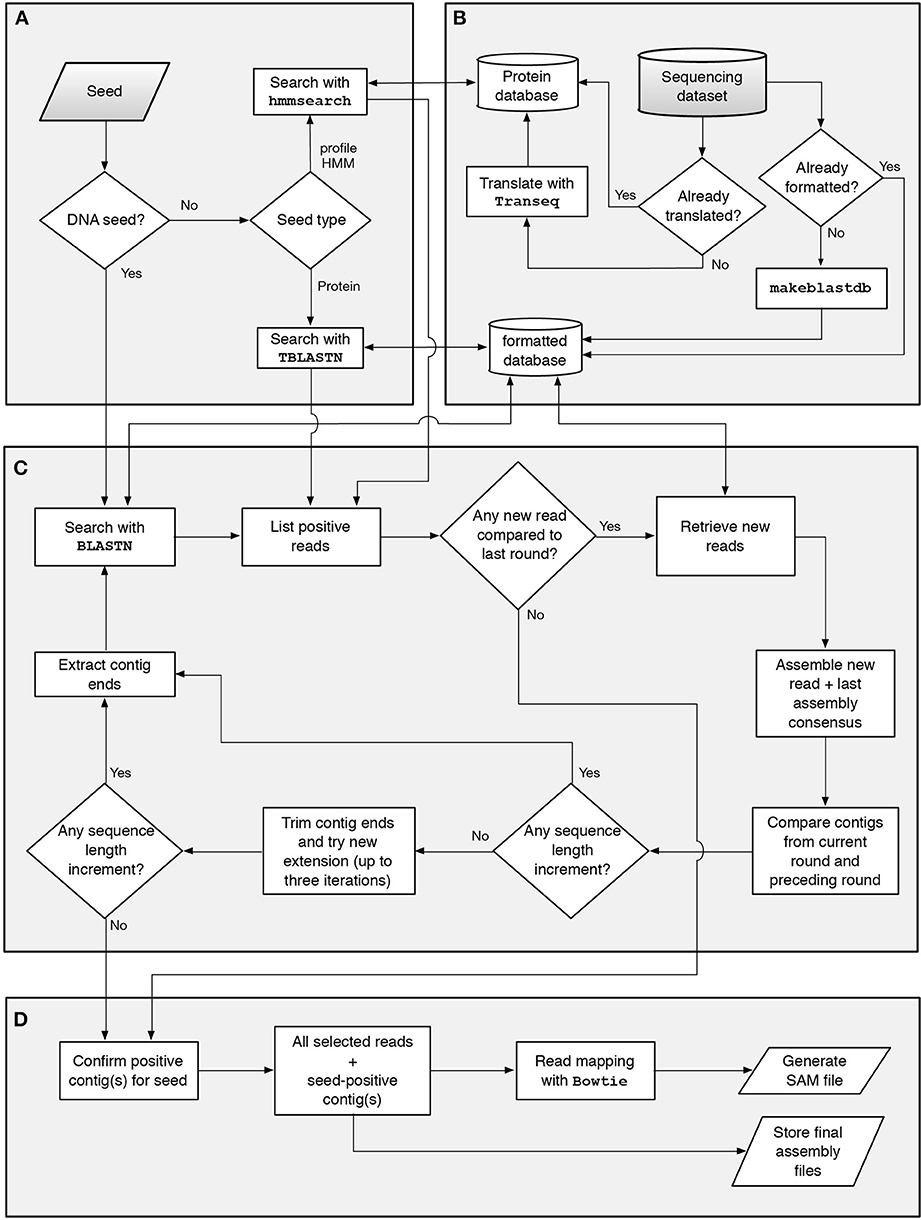 A
Seed
DNA seed?
No
Yes
Search with
hmmsearch
profile
HMM
Seed type
Protein
Search with
TBLASTN
B
Protein
database
Sequencing
dataset
Translate with
Transeq
Yes
Already
translated?
No
Already
formatted?
Yes
No
makeblastdb
formatted
database
C
Search with
BLASTN
List positive
reads
Any new read
compared to
last round?
Yes
No
Retrieve new
reads
Extract contig
ends
Assemble new
read + last
assembly
consensus
Yes
Any sequence
length
increment?
No
Trim contig ends
and try new
extension (up to
three iterations)
No
Yes
Any sequence
length
increment?
Compare contigs
from current
round and
preceding round
D
Confirm positive
contig(s) for seed
All selected reads
+
seed-positive
contig(s)
Read mapping
with Bowtie
Generate
SAM file
Store final
assembly
files